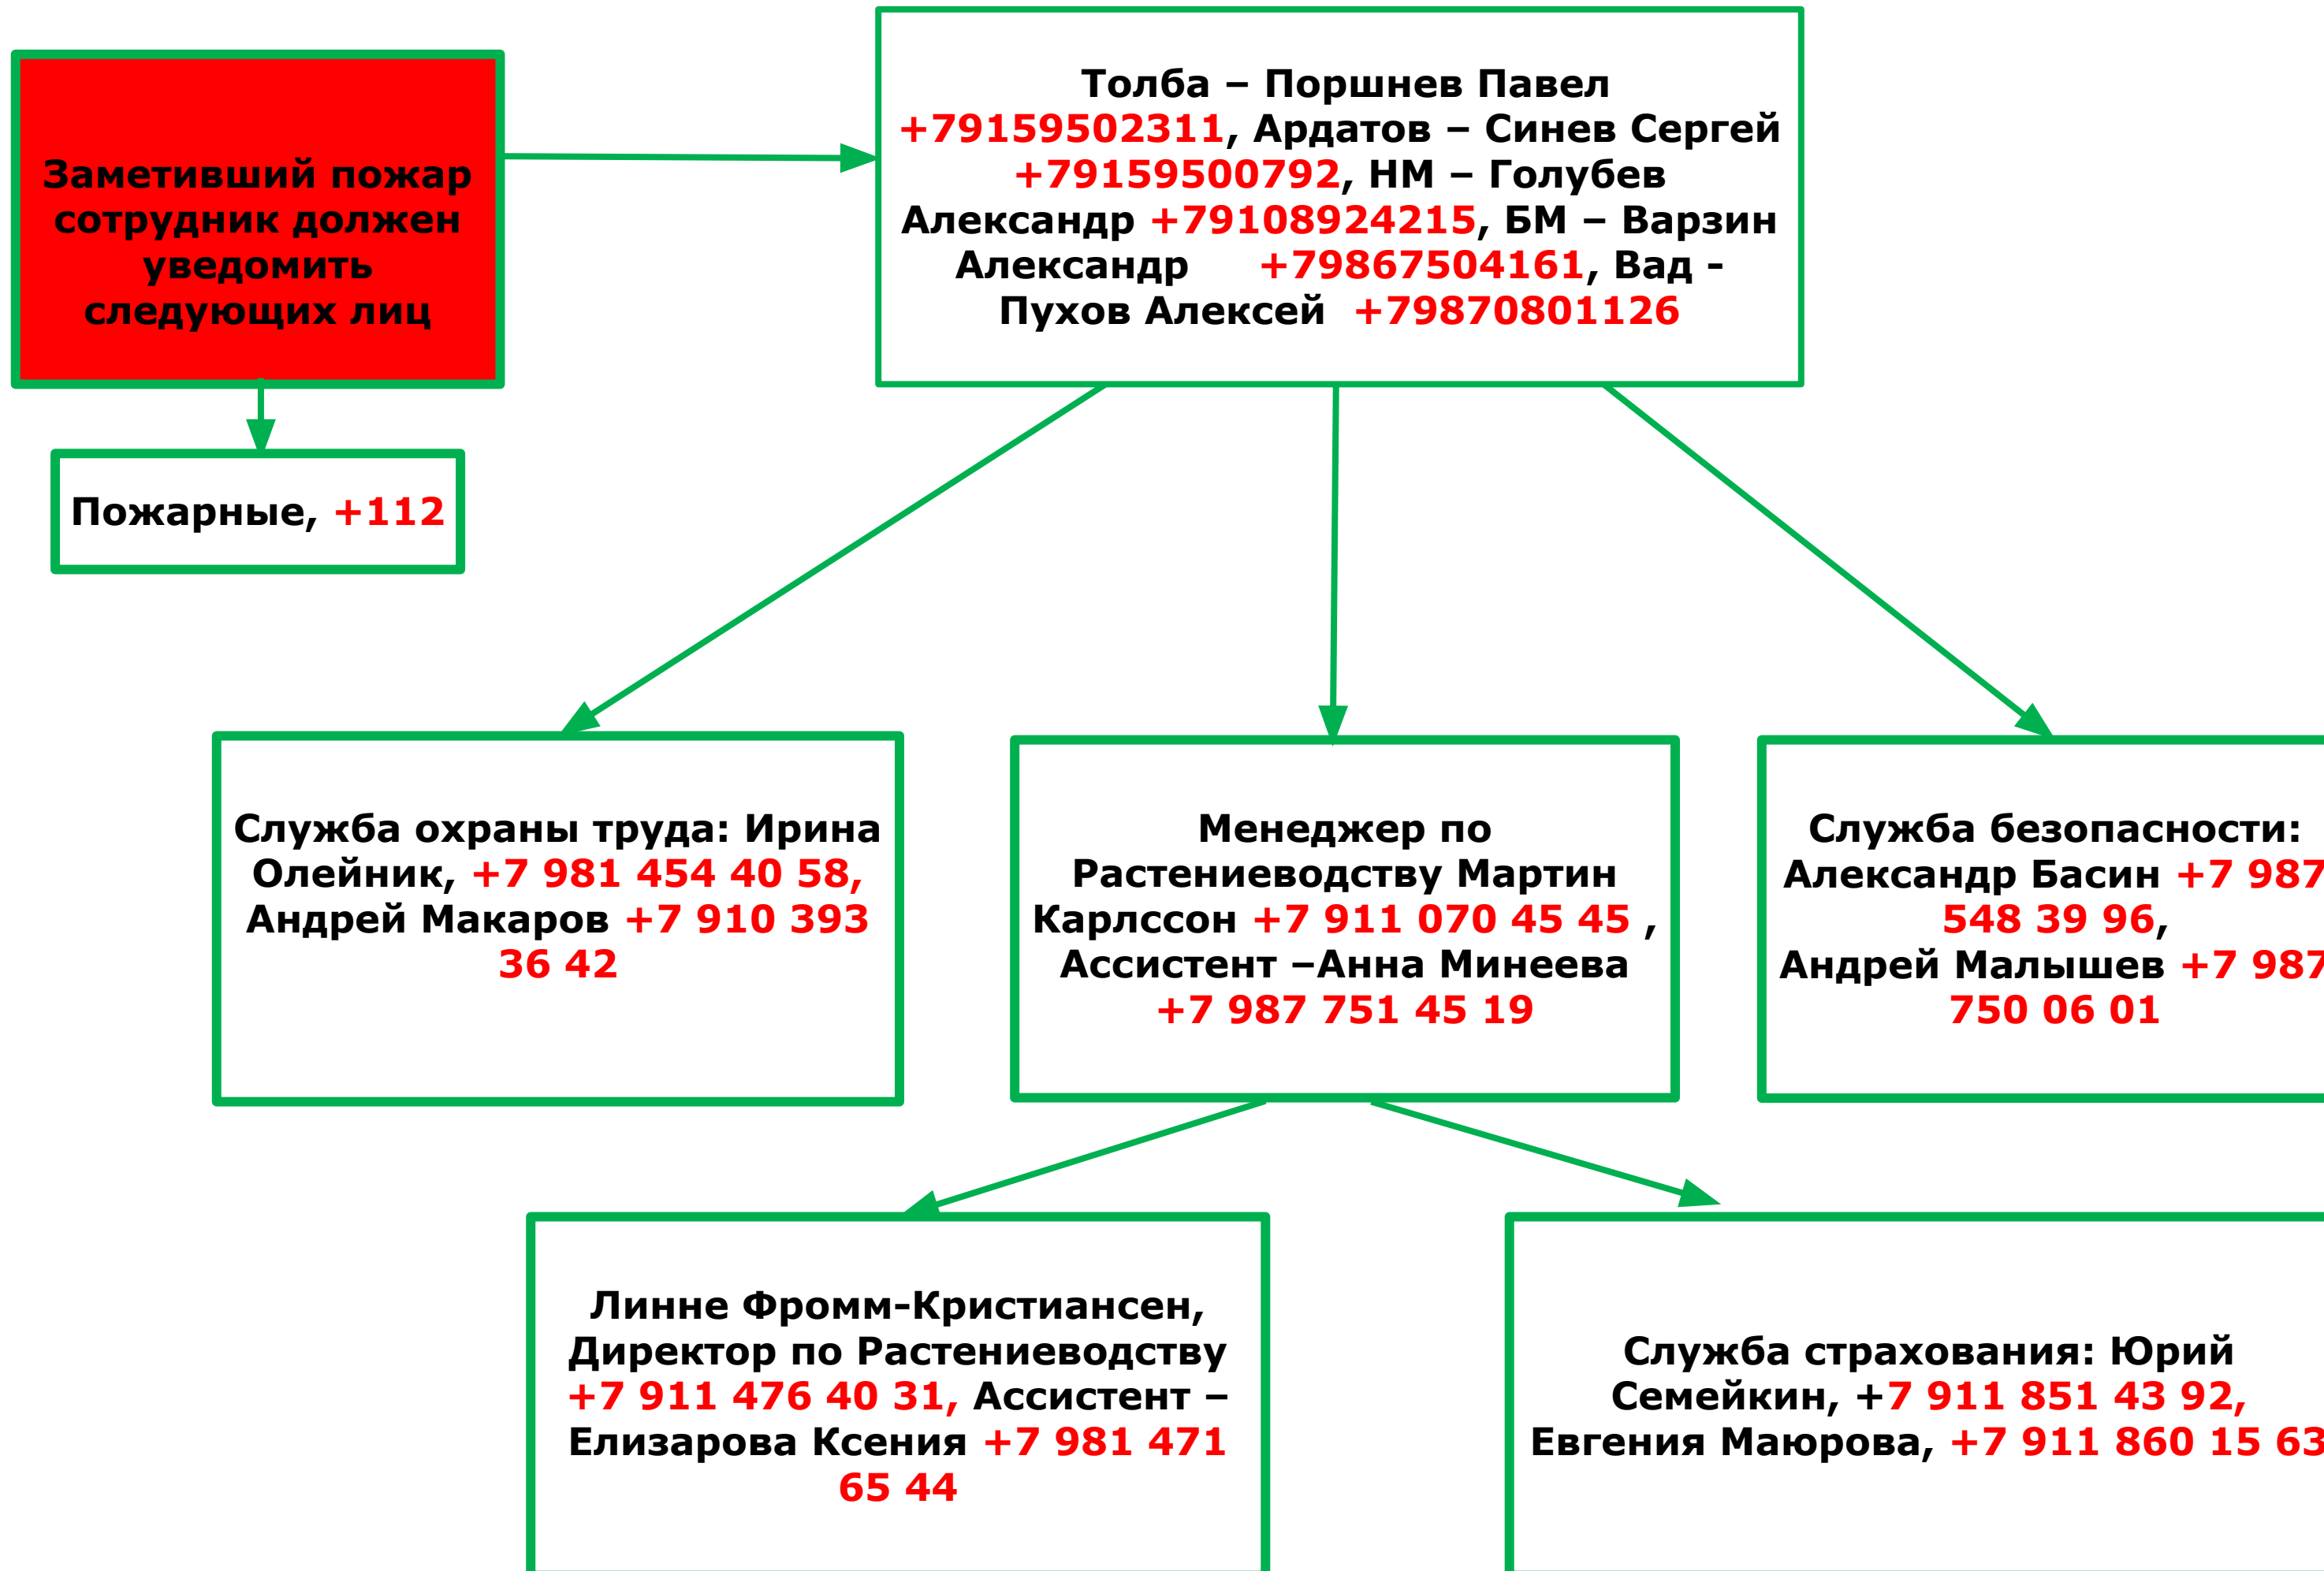 Заметивший пожар
сотрудник должен
уведомить
следующих лиц
Толба – Поршнев Павел
+79159502311, Ардатов – Синев Сергей
+79159500792, НМ – Голубев
Александр +79108924215, БМ – Варзин
Александр +79867504161, Вад -
Пухов Алексей +79870801126
Пожарные, +112
Служба охраны труда: Ирина
Олейник, +7 981 454 40 58,
Андрей Макаров +7 910 393
36 42
Менеджер по
Растениеводству Мартин
Карлссон +7 911 070 45 45 ,
Ассистент –Анна Минеева
+7 987 751 45 19
Служба безопасности:
Александр Басин +7 987
548 39 96,
Андрей Малышев +7 987
750 06 01
Линне Фромм-Кристиансен,
Директор по Растениеводству
+7 911 476 40 31, Ассистент –
Елизарова Ксения +7 981 471
65 44
Служба страхования: Юрий
Семейкин, +7 911 851 43 92,
Евгения Маюрова, +7 911 860 15 63